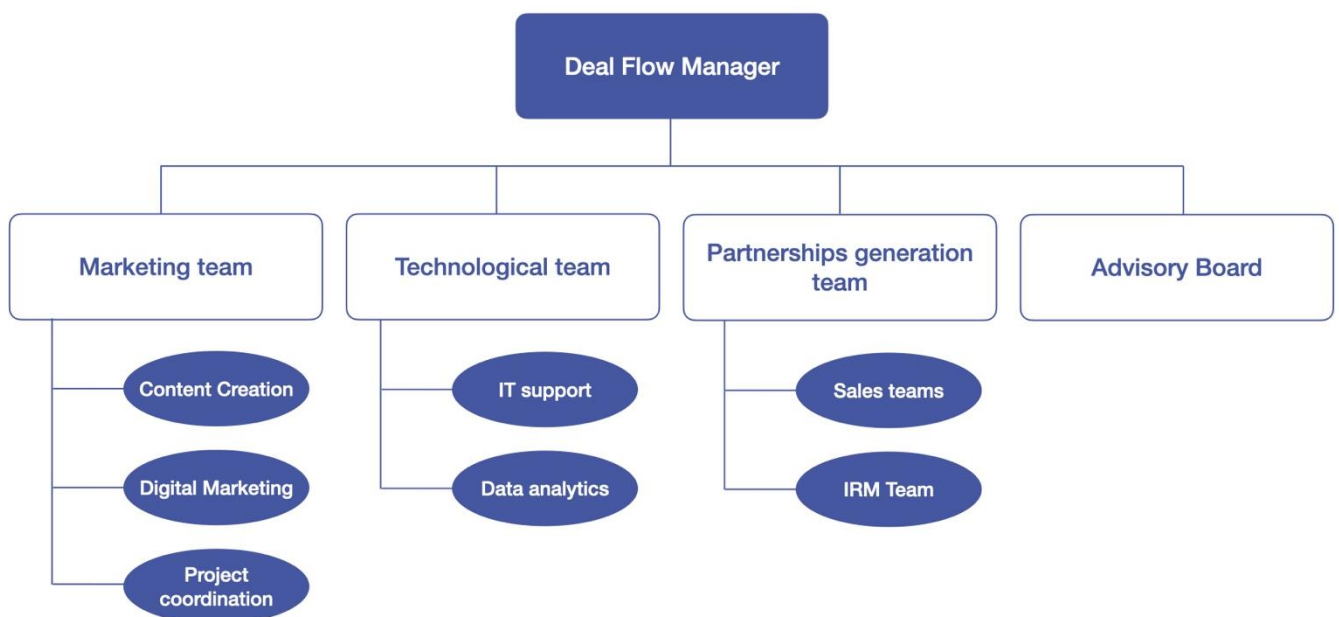 Deal Flow Manager
Marketing team
Technological team
Partnerships generation
team
Advisory Board
Content Creation
IT support
Sales teams
Digital Marketing
Data analytics
IRM Team
Project
coordination